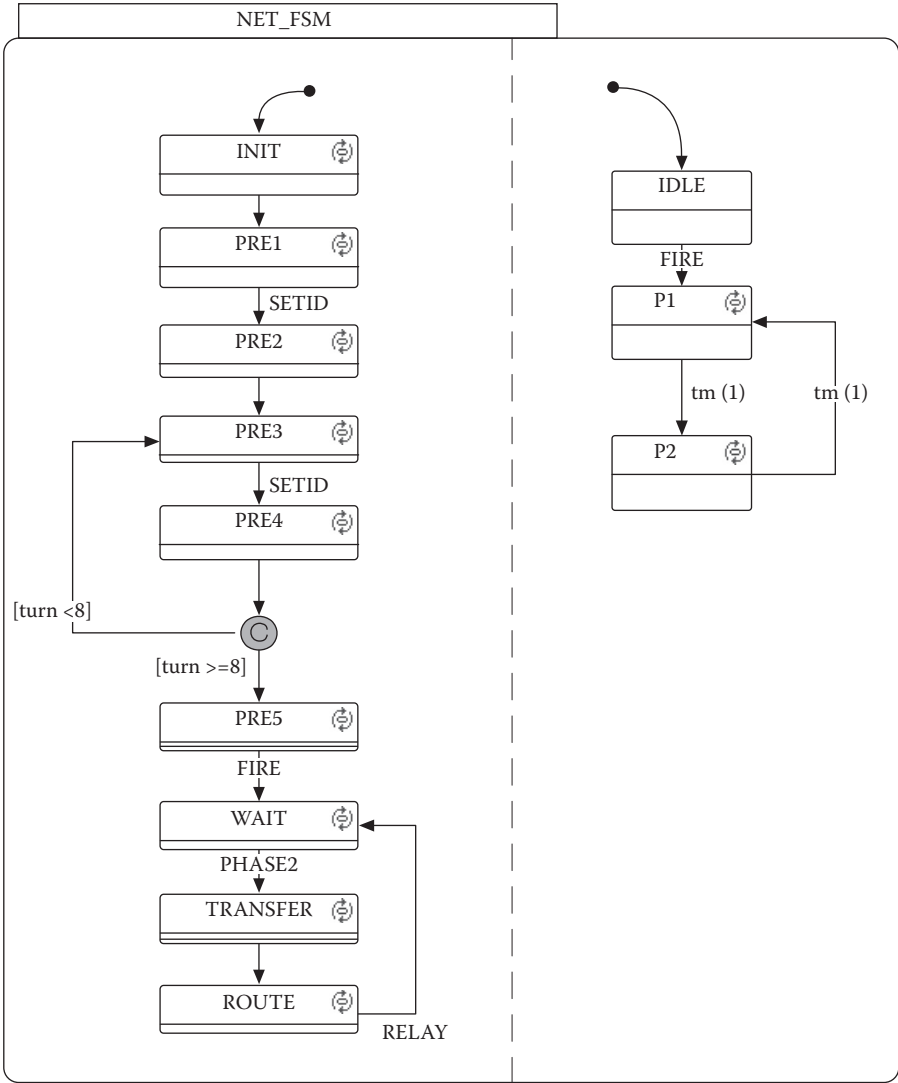 NET_FSM
INIT
PRE1
SETID
PRE2
PRE3
SETID
PRE4
[turn <8]
C
[turn >=8]
PRE5
FIRE
WAIT
PHASE2
TRANSFER
ROUTE
RELAY
IDLE
FIRE
P1
tm (1)
tm (1)
P2